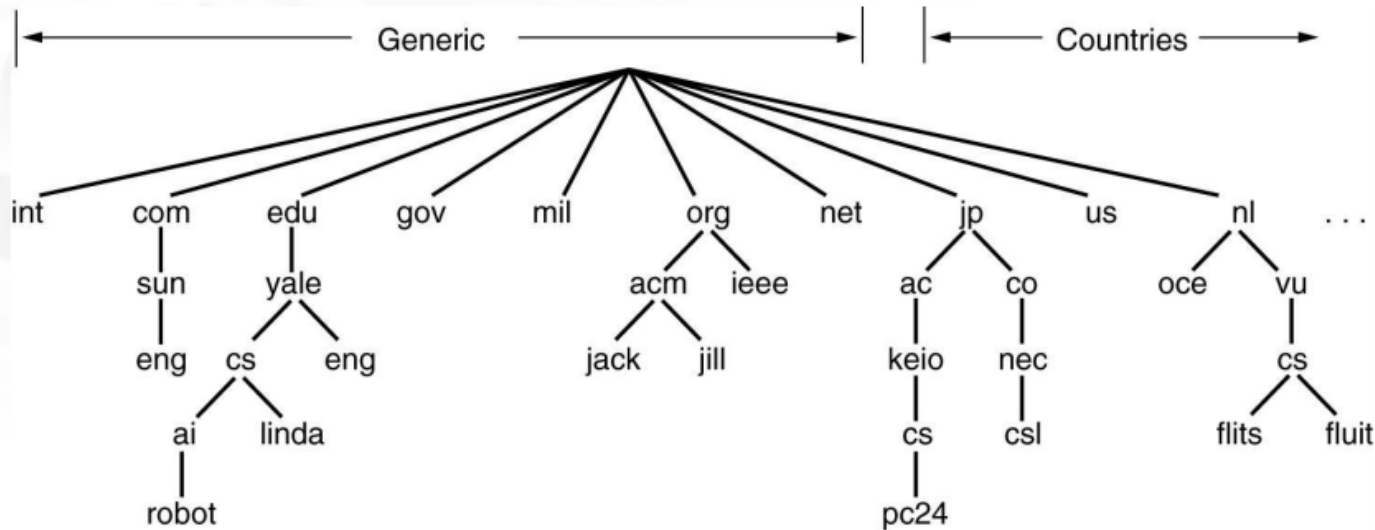 Generic Countries
int com edu gov mil org net jp us nl . . .
sun yale acm ieee ac co oce vu
eng cs eng jack jill keio nec cs
ai linda cs csl flits fluit
robot pc24